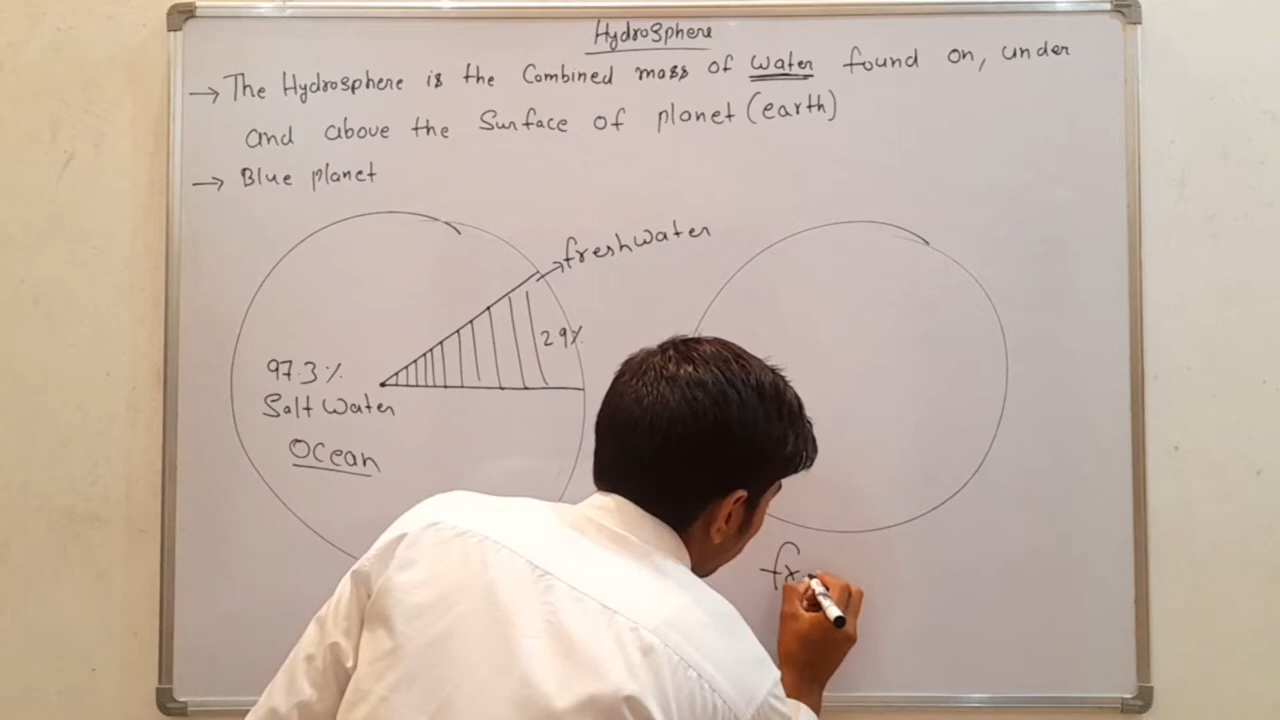 Hydrosphere
→ The Hydrosphere is the Combined mass of water found on, under
and above the Surface of planet (earth)
→ Blue planet
freshwater
2.9%
97.3%
Salt Water
Ocean
fr